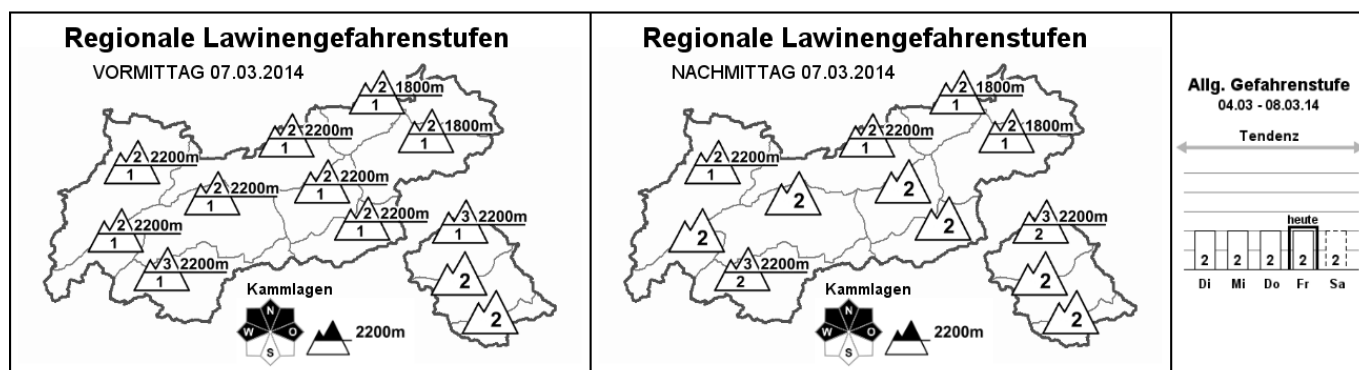 Regionale Lawinengefahrenstufen
VORMITTAG 07.03.2014
2 1800m
1
2 2200m
1
2 1800m
1
2 2200m
1
2 2200m
1
2 2200m
1
2 2200m
1
2 2200m
1
3 2200m
2
1
3 2200m
1
2
2
Kammlagen
N
W O
S
2200m
Regionale Lawinengefahrenstufen
NACHMITTAG 07.03.2014
2 1800m
1
2 2200m
1
2 1800m
1
2 2200m
1
2
2
2
2
3 2200m
2
3 2200m
2
2
2
Kammlagen
N
W O
S
2200m
Allg. Gefahrenstufe
04.03 - 08.03.14
Tendenz
heute
2 2 2 2 2
Di Mi Do Fr Sa